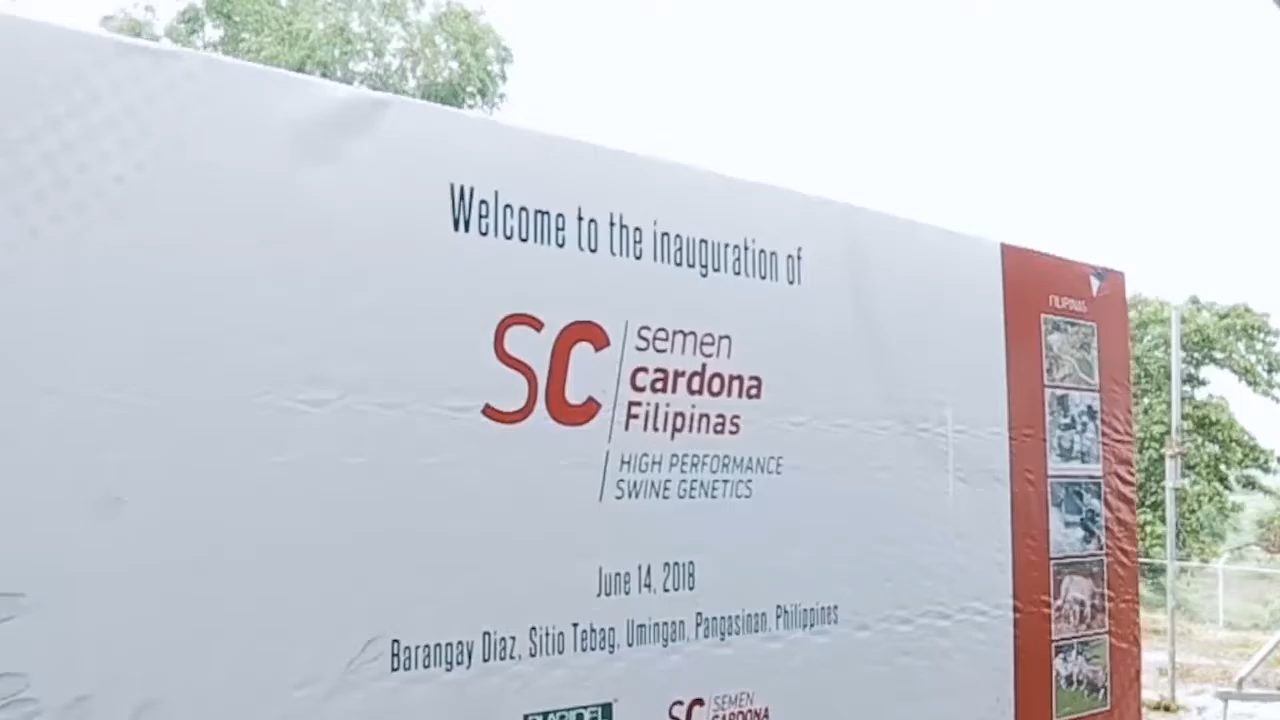 Welcome to the inauguration of
SC
semen
cardona
Filipinas
HIGH PERFORMANCE
SWINE GENETICS
June 14, 2018
Barangay Diaz, Sitio Tebag, Umingan, Pangasinan, Philippines
FILIPINAS
SC
SEMEN
CARDONA